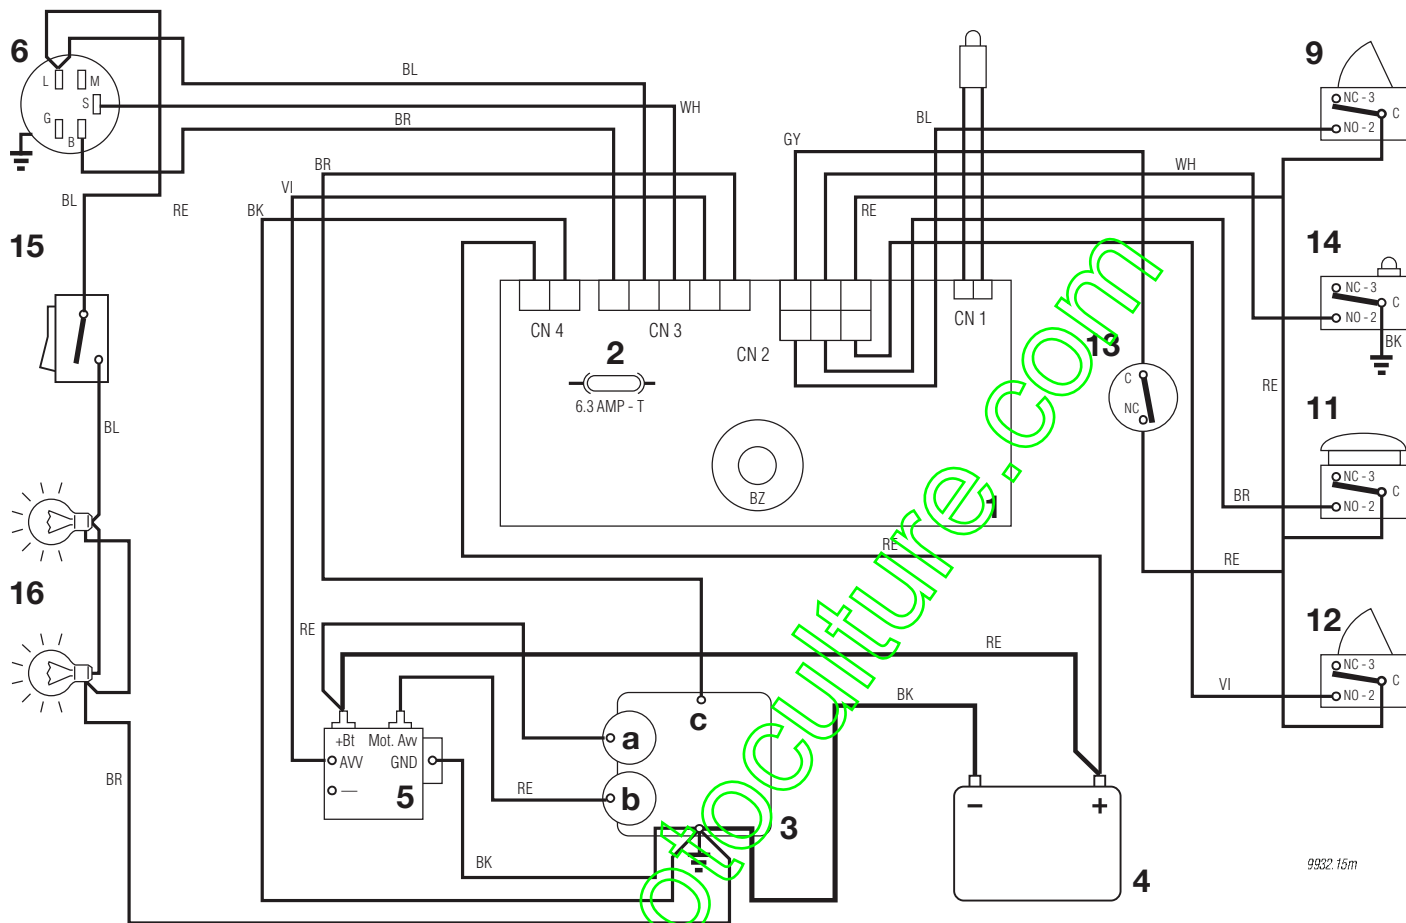 6
L
M
S
G
B
BL
WH
BR
BR
VI
BK
BL
RE
15
BL
16
BR
GY
BL
WH
RE
CN 4
CN 3
CN 2
CN 1
2
6.3 AMP - T
BZ
1
13
C
NC
RE
RE
RE
BR
VI
9
NC - 3
C
NO - 2
14
NC - 3
C
NO - 2
BK
11
NC - 3
C
NO - 2
12
NC - 3
C
NO - 2
RE
RE
+Bt
Mot. Avv
AVV
GND
—
5
RE
BK
a
b
c
3
BK
−
+
4
9932.15m
otoculture.com